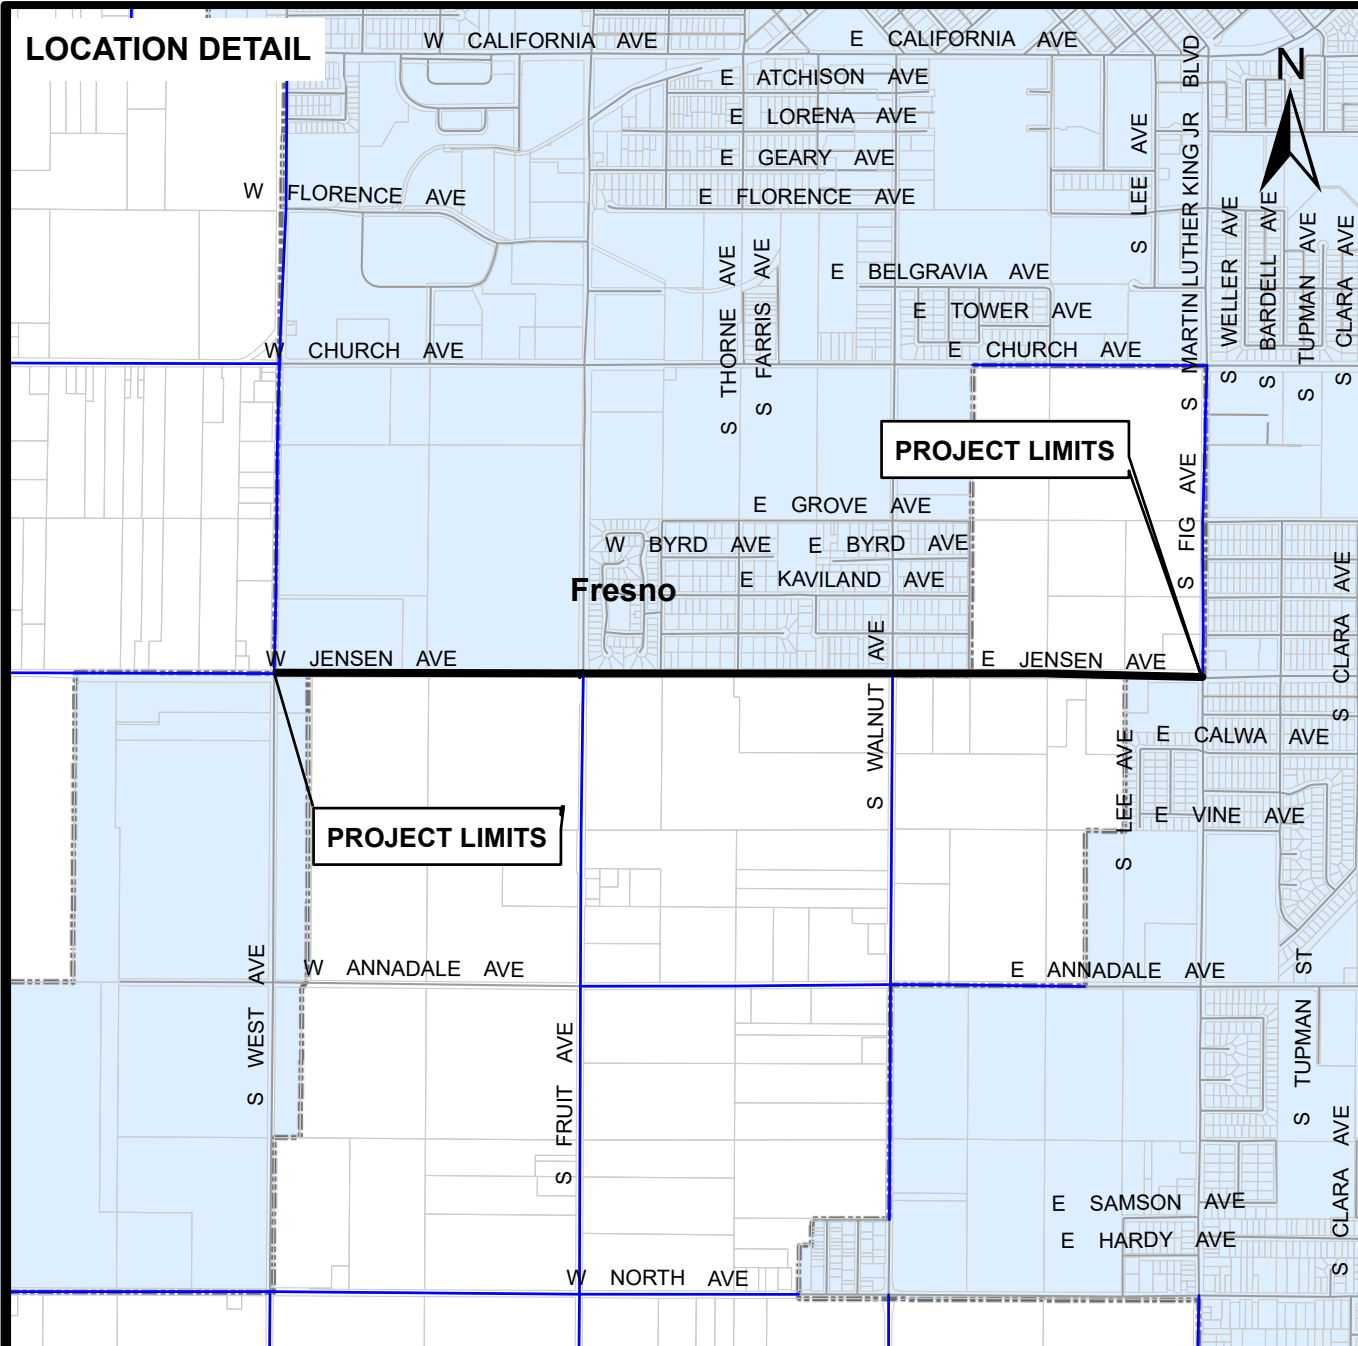 LOCATION DETAIL
W CALIFORNIA AVE
E CALIFORNIA AVE
N
E ATCHISON AVE
E LORENA AVE
E GEARY AVE
W FLORENCE AVE
E FLORENCE AVE
S LEE AVE
S MARTIN LUTHER KING JR BLVD
S WELLER AVE
S BARDELL AVE
S TUPMAN AVE
S CLARA AVE
S THORNE AVE
S FARRIS AVE
E BELGRAVIA AVE
E TOWER AVE
W CHURCH AVE
E CHURCH AVE
PROJECT LIMITS
S FIG AVE
E GROVE AVE
W BYRD AVE
E BYRD AVE
E KAVILAND AVE
Fresno
W JENSEN AVE
E JENSEN AVE
S CLARA AVE
S WALNUT AVE
S LEE AVE
E CALWA AVE
E VINE AVE
PROJECT LIMITS
W ANNADALE AVE
E ANNADALE AVE
S WEST AVE
S FRUIT AVE
S TUPMAN ST
S CLARA AVE
E SAMSON AVE
E HARDY AVE
W NORTH AVE